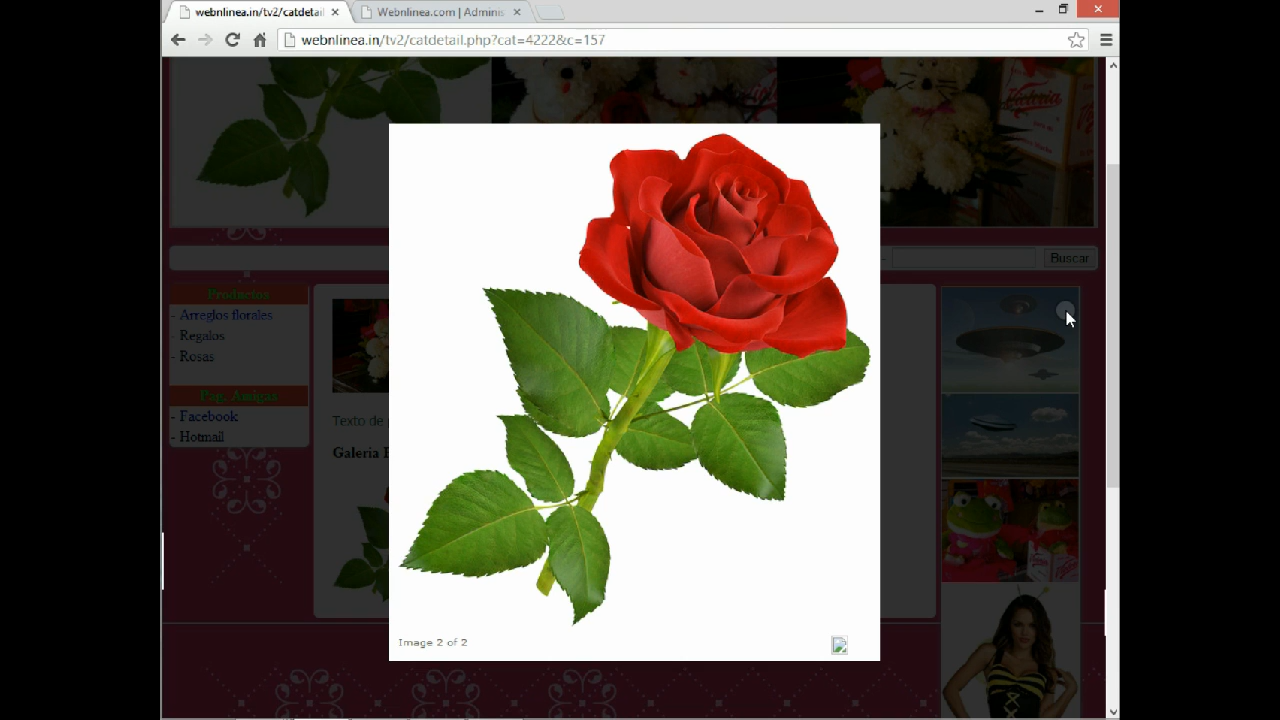 webnlinea.in/tv2/catdetail
Webnlinea.com | Adminis
webnlinea.in/tv2/catdetail.php?cat=4222&c=157
Buscar
Productos
- Arreglos florales
- Regalos
- Rosas
Pag. Amigas
- Facebook
- Hotmail
Texto de
Galeria
Image 2 of 2